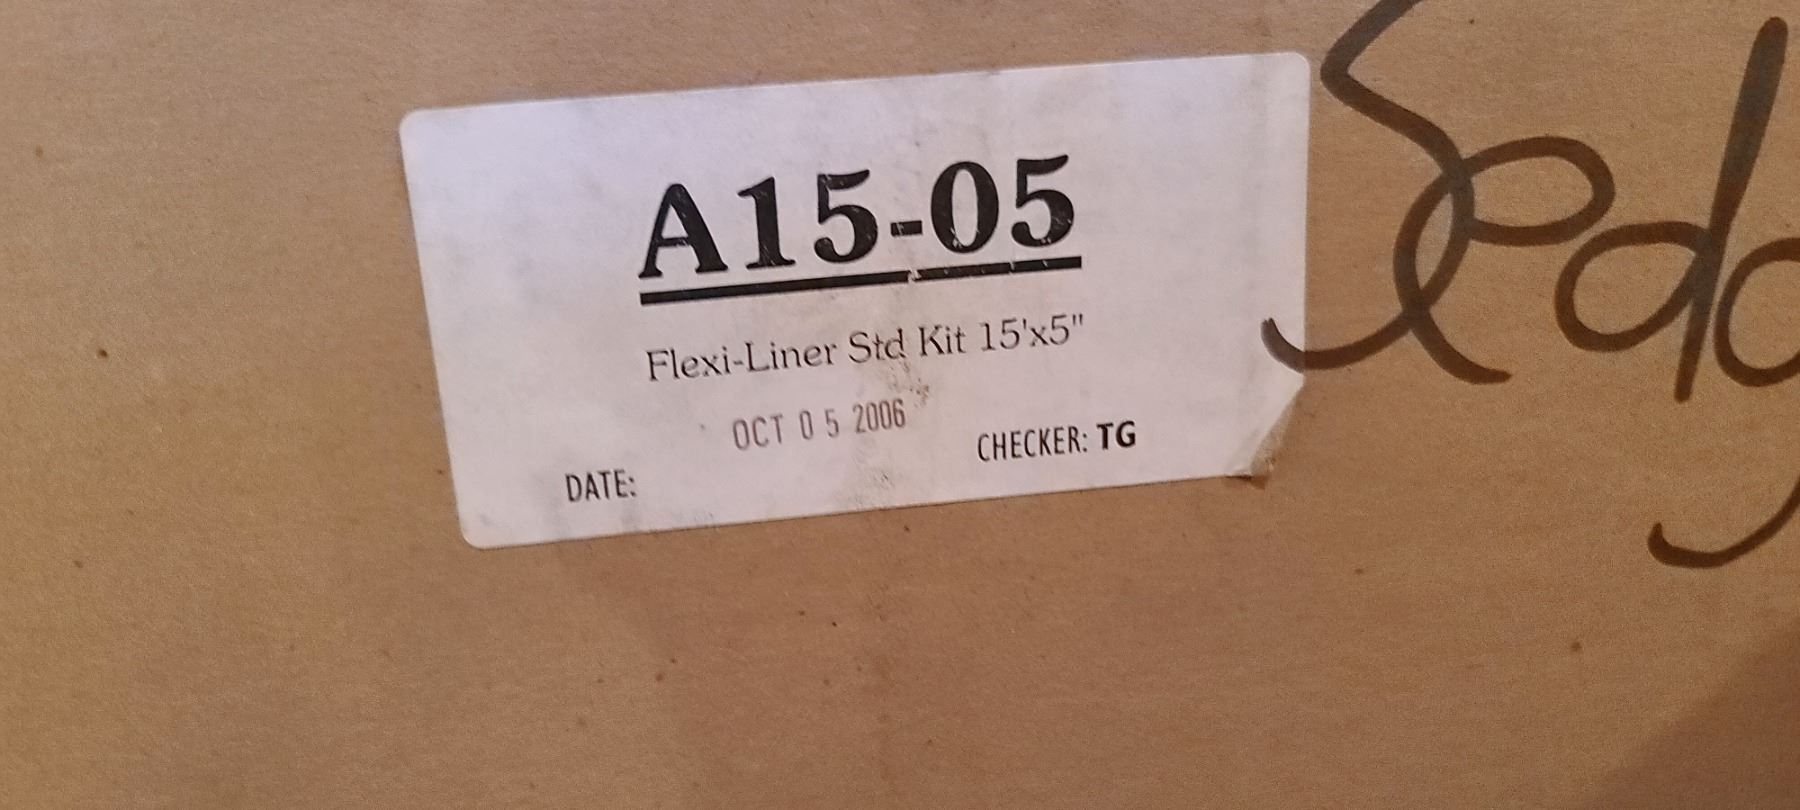 A15-05
Flexi-Liner Std Kit 15'x5"
OCT 0 5 2006
DATE:
CHECKER: TG